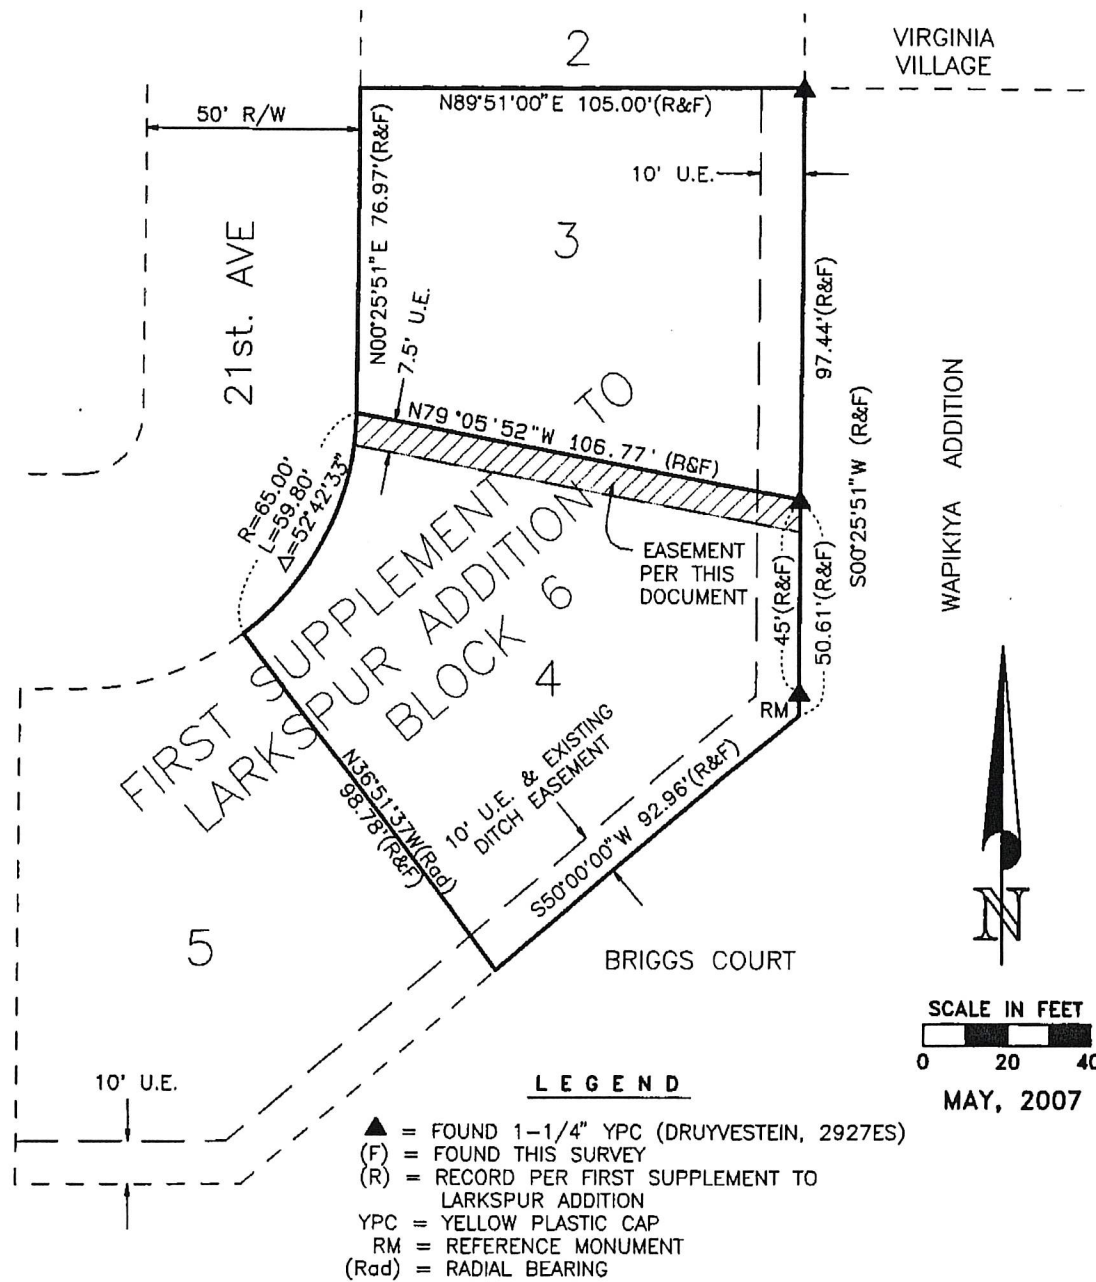 2
VIRGINIA
VILLAGE
N89°51'00"E 105.00'(R&F)
50' R/W
10' U.E.
N00°25'51"E 76.97'(R&F)
21st. AVE
3
7.5' U.E.
97.44'(R&F)
S00°25'51"W (R&F)
WAPIKIYA ADDITION
N79°05'52"W 106.77' (R&F)
R=65.00'
L=59.80'
Δ=52°42'33"
EASEMENT
PER THIS
DOCUMENT
45'(R&F)
50.61'(R&F)
FIRST SUPPLEMENT TO
LARKSPUR ADDITION
BLOCK 6
4
RM
N36°51'37W(Rad)
98.78'(R&F)
10' U.E. & EXISTING
DITCH EASEMENT
S50°00'00"W 92.96'(R&F)
5
BRIGGS COURT
N
SCALE IN FEET
0 20 40
MAY, 2007
10' U.E.
LEGEND
▲ = FOUND 1-1/4" YPC (DRUYVESTEIN, 2927ES)
(F) = FOUND THIS SURVEY
(R) = RECORD PER FIRST SUPPLEMENT TO
LARKSPUR ADDITION
YPC = YELLOW PLASTIC CAP
RM = REFERENCE MONUMENT
(Rad) = RADIAL BEARING